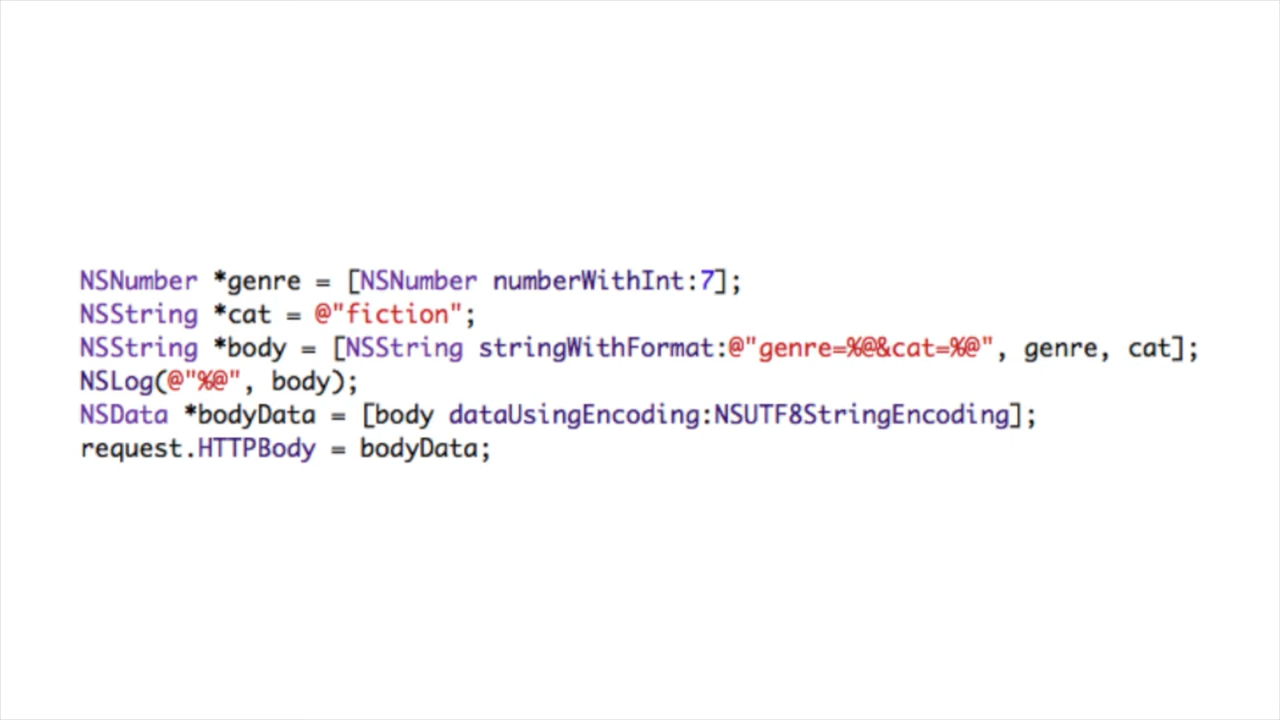 NSNumber *genre = [NSNumber numberWithInt:7];
NSString *cat = @"fiction";
NSString *body = [NSString stringWithFormat:@"genre=%@&cat=%@", genre, cat];
NSLog(@"%@", body);
NSData *bodyData = [body dataUsingEncoding:NSUTF8StringEncoding];
request.HTTPBody = bodyData;